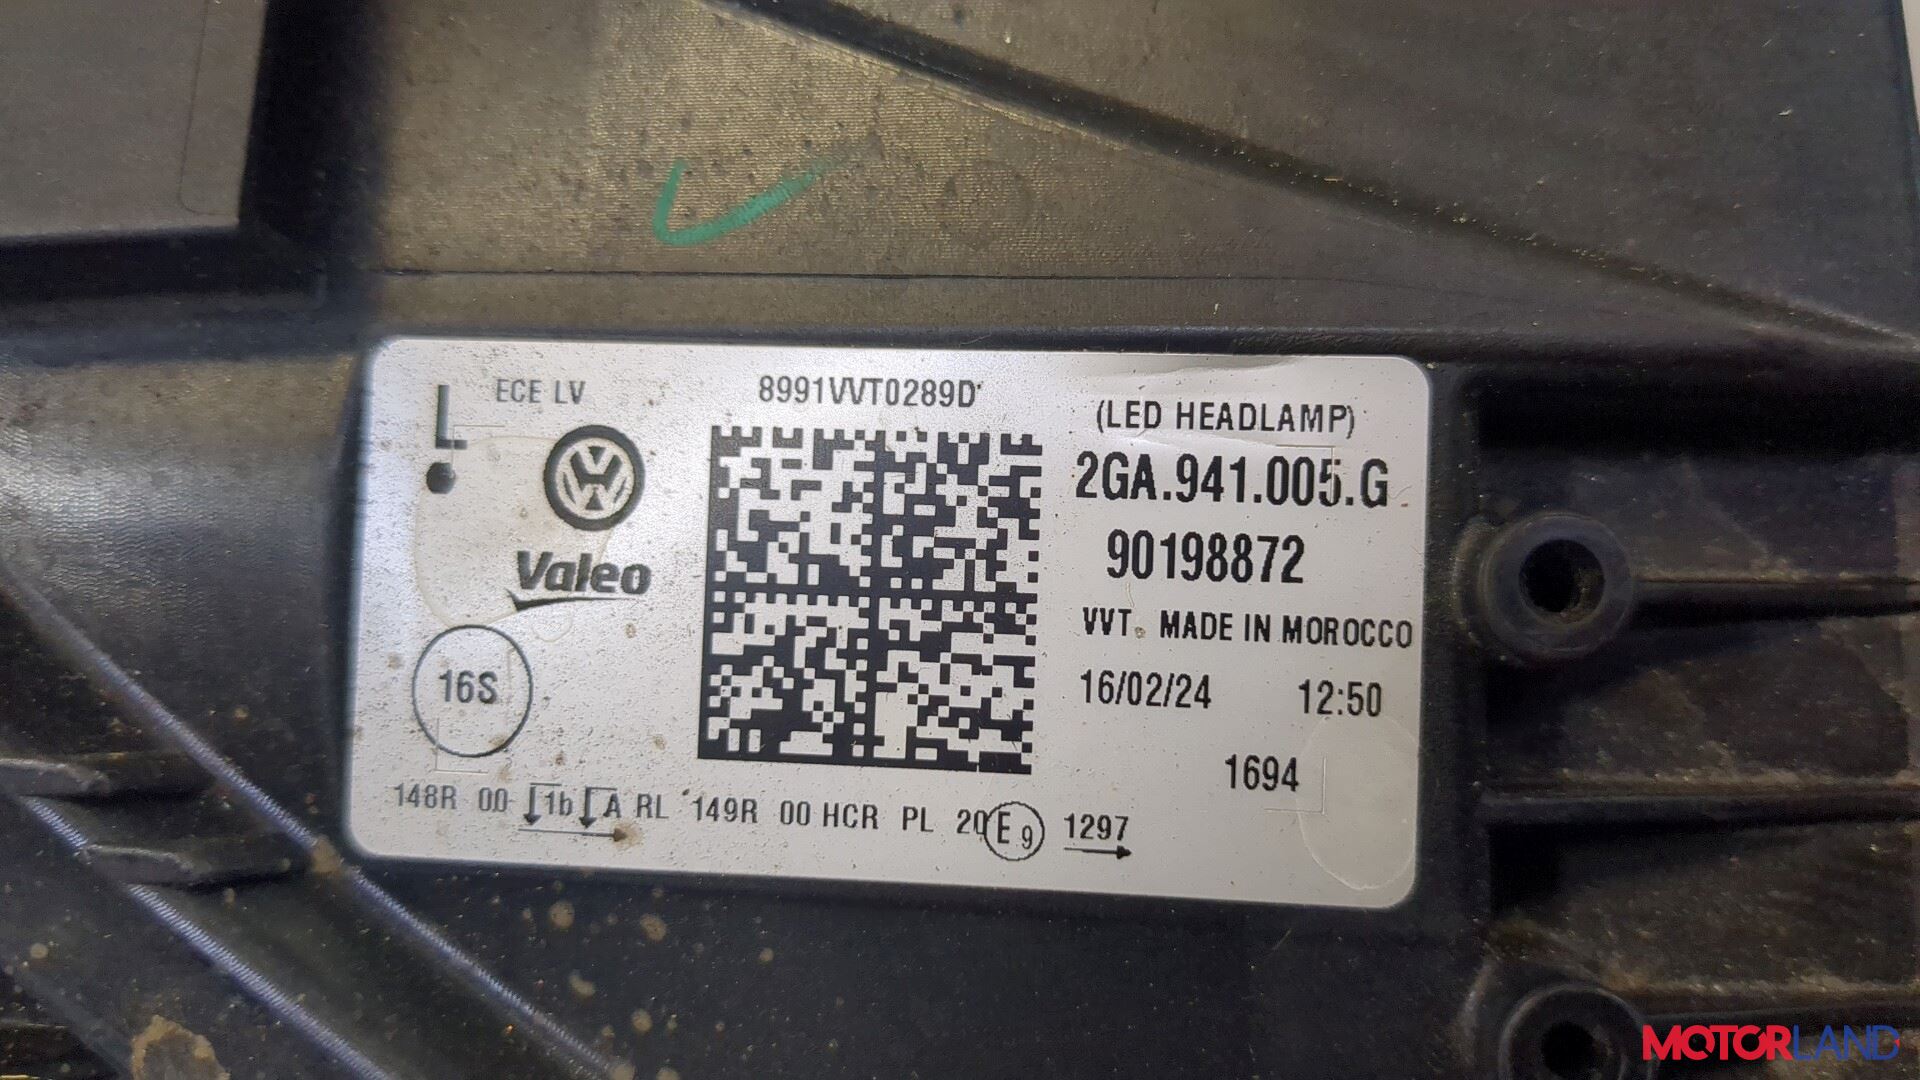 L
ECE LV
8991VVT0289D
(LED HEADLAMP)
2GA.941.005.G
Valeo
90198872
VVT. MADE IN MOROCCO
16S
16/02/24 12:50
1694
148R 00 1b A RL 149R 00 HCR PL 20 E9 1297
MOTORLAND